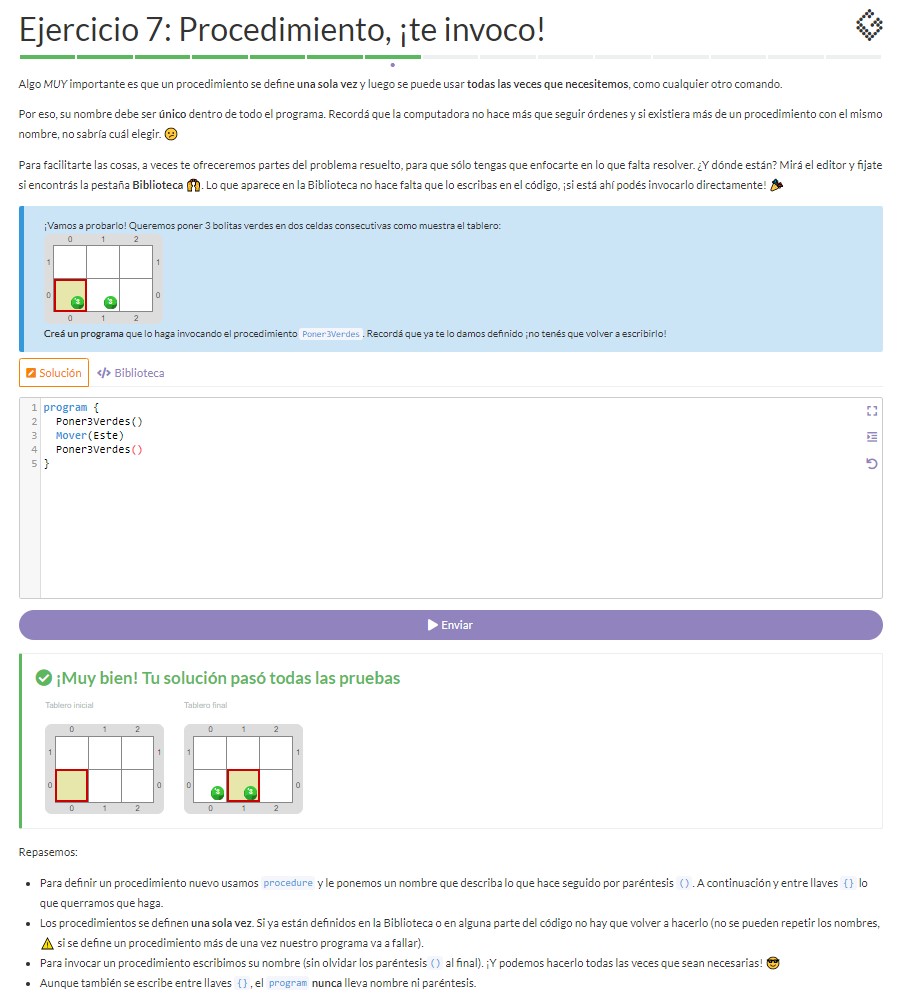 Ejercicio 7: Procedimiento, ¡te invoco!
Algo MUY importante es que un procedimiento se define una sola vez y luego se puede usar todas las veces que necesitemos, como cualquier otro comando.
Por eso, su nombre debe ser único dentro de todo el programa. Recordá que la computadora no hace más que seguir órdenes y si existiera más de un procedimiento con el mismo
nombre, no sabría cuál elegir. 😕
Para facilitarte las cosas, a veces te ofreceremos partes del problema resuelto, para que sólo tengas que enfocarte en lo que falta resolver. ¿Y dónde están? Mirá el editor y fijate
si encontrás la pestaña Biblioteca 🙌. Lo que aparece en la Biblioteca no hace falta que lo escribas en el código, ¡si está ahí podés invocarlo directamente! 🎉
¡Vamos a probarlo! Queremos poner 3 bolitas verdes en dos celdas consecutivas como muestra el tablero:
0 1 2
1 1
0 3 3 0
0 1 2
Creá un programa que lo haga invocando el procedimiento Poner3Verdes. Recordá que ya te lo damos definido ¡no tenés que volver a escribirlo!
Solución </> Biblioteca
1 program {
2 Poner3Verdes()
3 Mover(Este)
4 Poner3Verdes()
5 }
Enviar
¡Muy bien! Tu solución pasó todas las pruebas
Tablero inicial Tablero final
0 1 2 0 1 2
1 1 1 1
0 0 0 3 3 0
0 1 2 0 1 2
Repasemos:
• Para definir un procedimiento nuevo usamos procedure y le ponemos un nombre que describa lo que hace seguido por paréntesis (). A continuación y entre llaves {} lo
que querramos que haga.
• Los procedimientos se definen una sola vez. Si ya están definidos en la Biblioteca o en alguna parte del código no hay que volver a hacerlo (no se pueden repetir los nombres,
⚠️ si se define un procedimiento más de una vez nuestro programa va a fallar).
• Para invocar un procedimiento escribimos su nombre (sin olvidar los paréntesis () al final). ¡Y podemos hacerlo todas las veces que sean necesarias! 😎
• Aunque también se escribe entre llaves {}, el program nunca lleva nombre ni paréntesis.